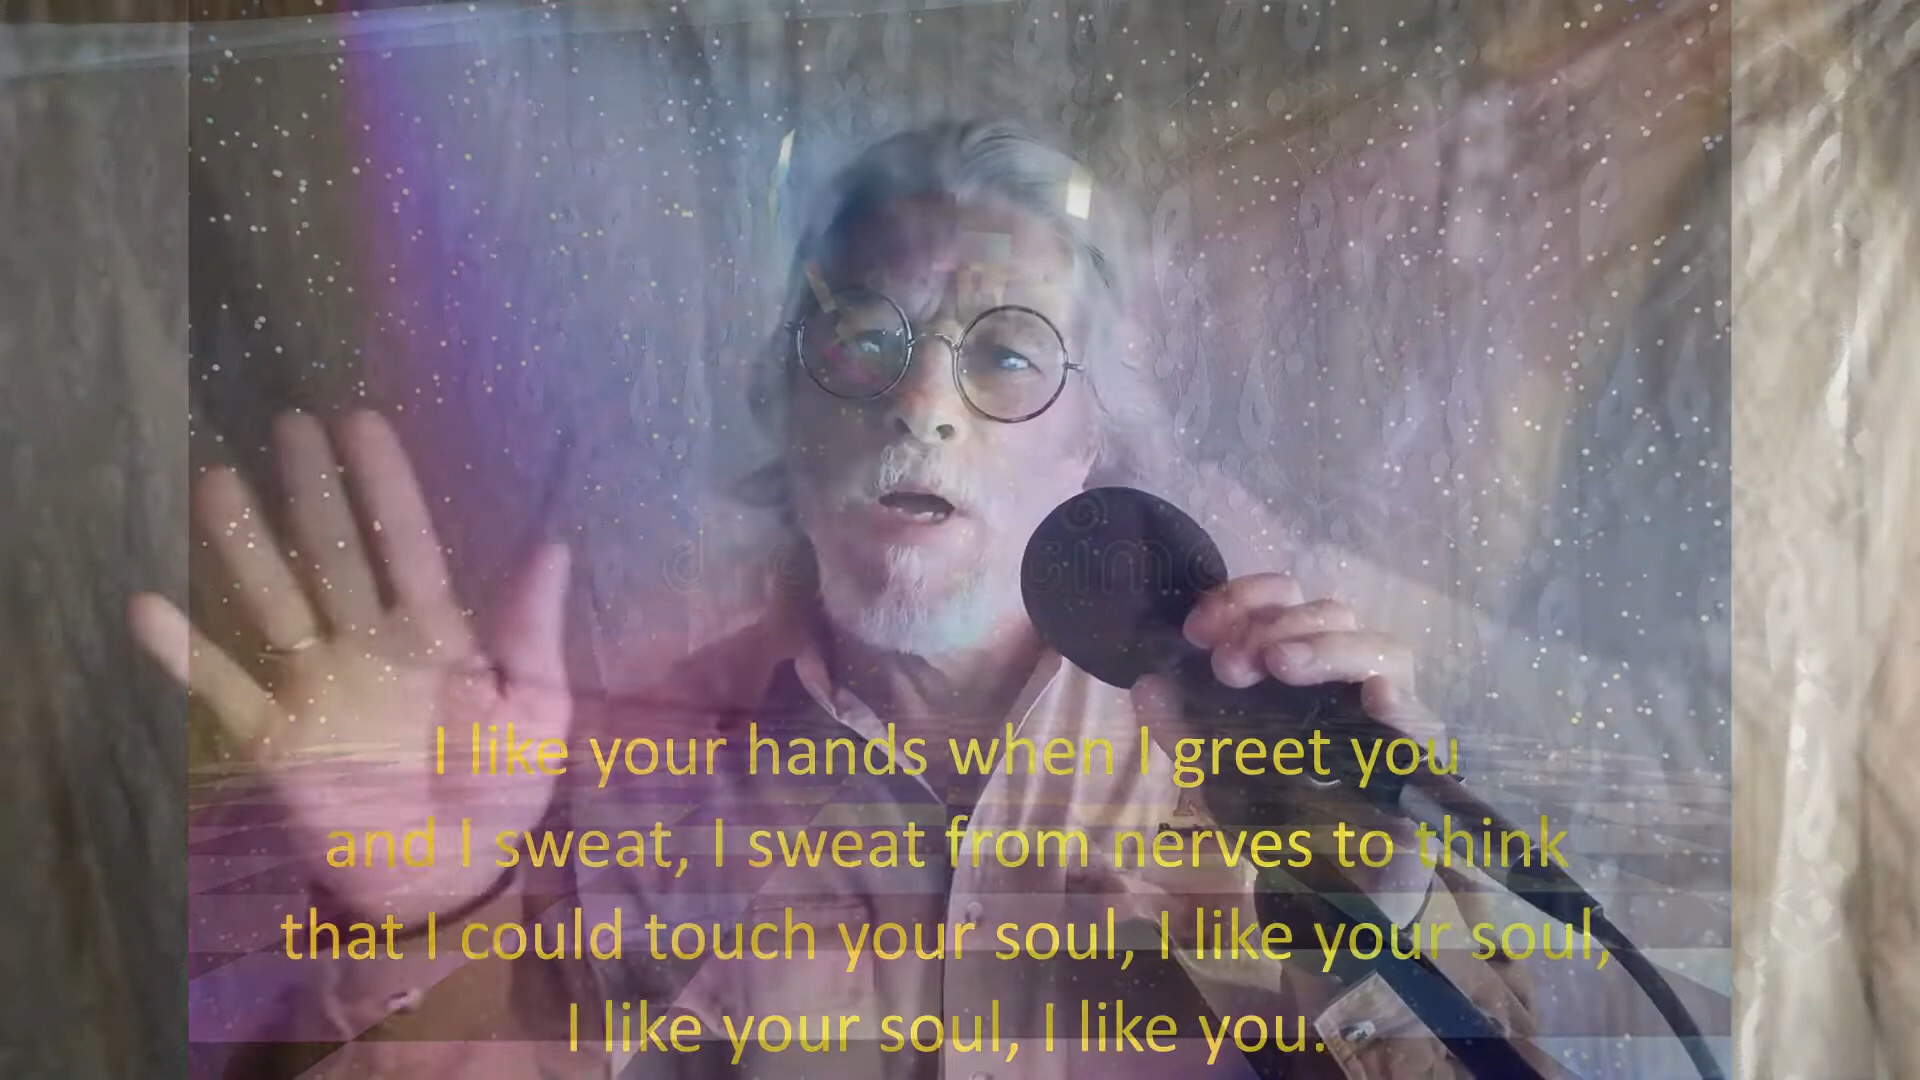 I like your hands when I greet you
and I sweat, I sweat from nerves to think
that I could touch your soul, I like your soul,
I like your soul, I like you.